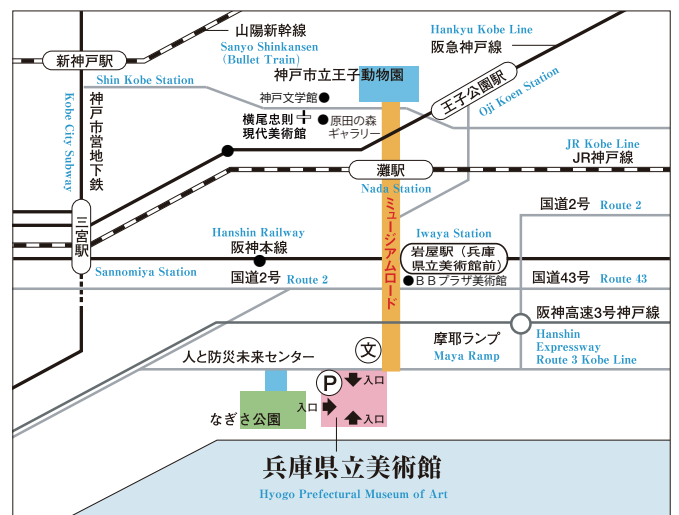 山陽新幹線
Sanyo Shinkansen
(Bullet Train)
Hankyu Kobe Line
阪急神戸線
新神戸駅
Shin Kobe Station
神戸市立王子動物園
神戸文学館
横尾忠則
現代美術館
原田の森
ギャラリー
王子公園駅
Oji Koen Station
Kobe City Subway
神戸市営地下鉄
JR Kobe Line
JR神戸線
灘駅
Nada Station
ミュージアムロード
国道2号 Route 2
三宮駅
Sannomiya Station
Hanshin Railway
阪神本線
Iwaya Station
岩屋駅（兵庫
県立美術館前）
BBプラザ美術館
国道2号 Route 2
国道43号 Route 43
阪神高速3号神戸線
Hanshin
Expressway
Route 3 Kobe Line
摩耶ランプ
Maya Ramp
文
人と防災未来センター
P
入口
入口
入口
なぎさ公園
兵庫県立美術館
Hyogo Prefectural Museum of Art